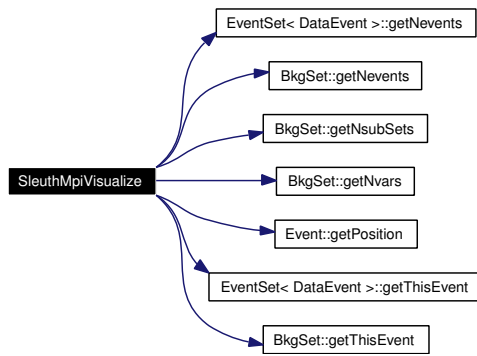 EventSet< DataEvent >::getNevents
BkgSet::getNevents
BkgSet::getNsubSets
SleuthMpiVisualize
BkgSet::getNvars
Event::getPosition
EventSet< DataEvent >::getThisEvent
BkgSet::getThisEvent